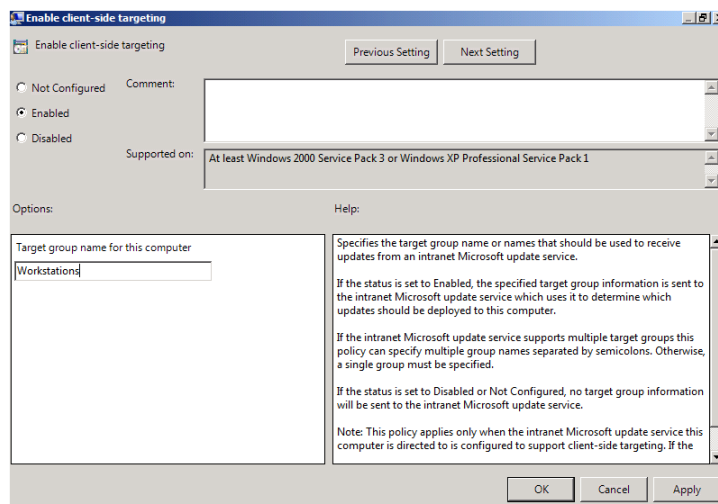 Enable client-side targeting
Enable client-side targeting
Previous Setting
Next Setting
Not Configured
Comment:
Enabled
Disabled
Supported on:
At least Windows 2000 Service Pack 3 or Windows XP Professional Service Pack 1
Options:
Help:
Target group name for this computer
Workstations
Specifies the target group name or names that should be used to receive
updates from an intranet Microsoft update service.
If the status is set to Enabled, the specified target group information is sent to
the intranet Microsoft update service which uses it to determine which
updates should be deployed to this computer.
If the intranet Microsoft update service supports multiple target groups this
policy can specify multiple group names separated by semicolons. Otherwise,
a single group must be specified.
If the status is set to Disabled or Not Configured, no target group information
will be sent to the intranet Microsoft update service.
Note: This policy applies only when the intranet Microsoft update service this
computer is directed to is configured to support client-side targeting. If the
OK
Cancel
Apply